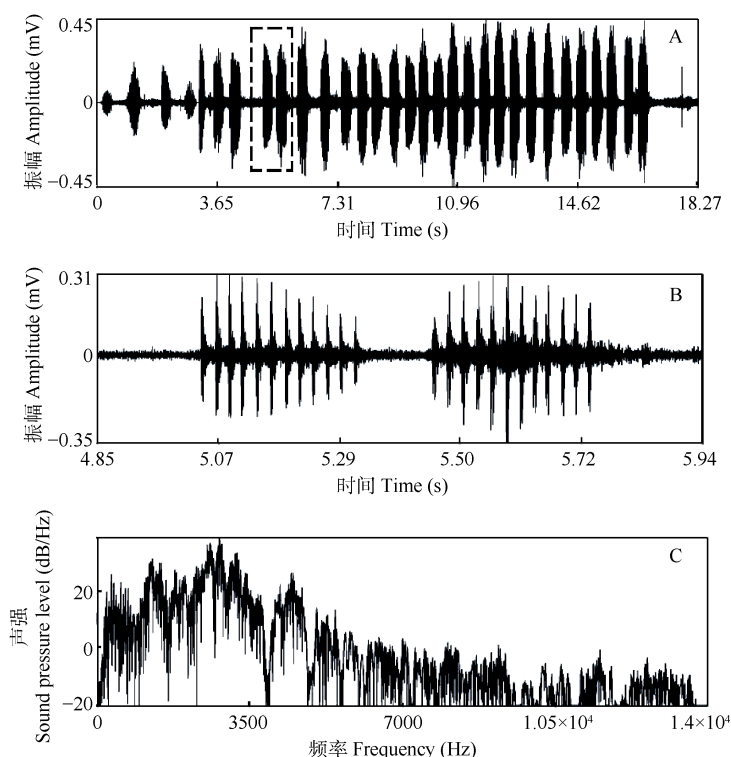 0.45
A
0
−0.45
振幅 Amplitude (mV)
0
3.65
7.31
10.96
14.62
18.27
时间 Time (s)
0.31
B
0
−0.35
振幅 Amplitude (mV)
4.85
5.07
5.29
5.50
5.72
5.94
时间 Time (s)
C
20
0
−20
声强
Sound pressure level (dB/Hz)
0
3500
7000
1.05×10⁴
1.4×10⁴
频率 Frequency (Hz)